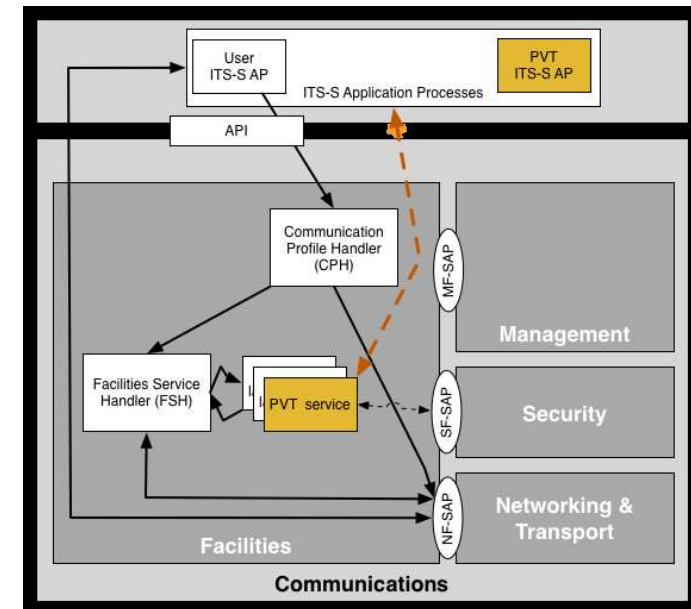 User
ITS-S AP
PVT
ITS-S AP
ITS-S Application Processes
API
Communication
Profile Handler
(CPH)
MF-SAP
Management
Facilities Service
Handler (FSH)
PVT service
SF-SAP
Security
NF-SAP
Networking &
Transport
Facilities
Communications